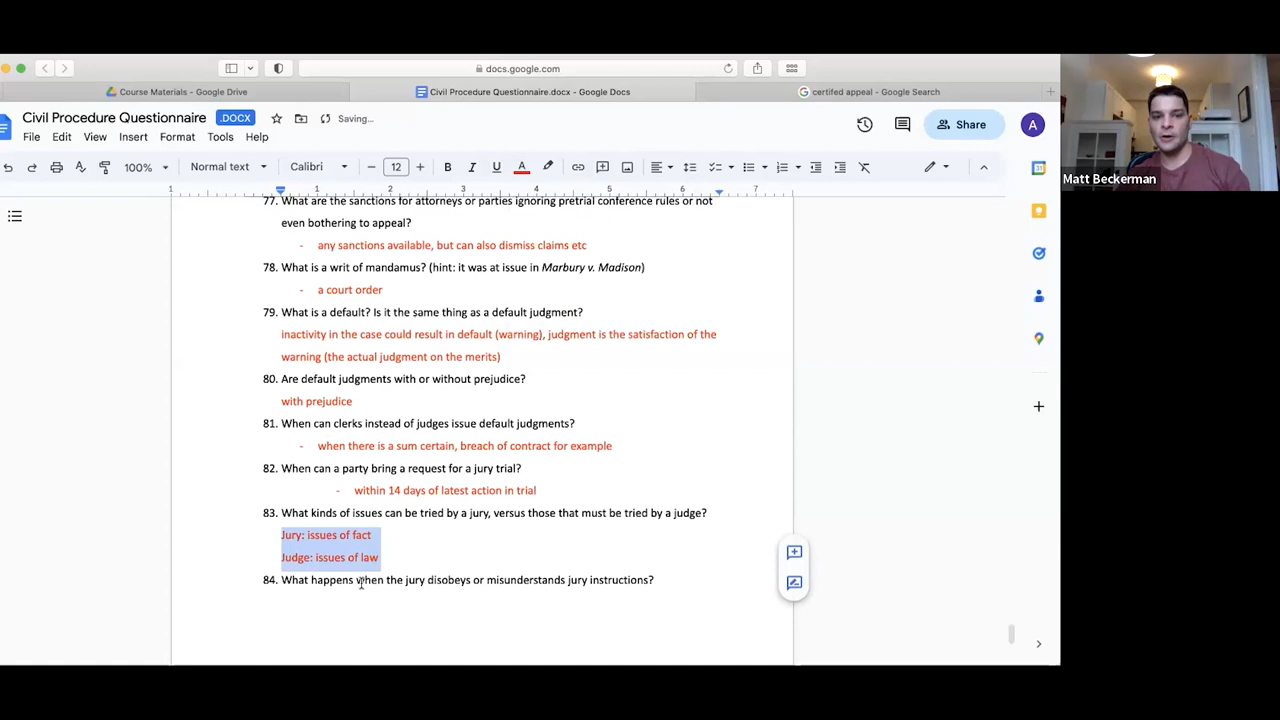 docs.google.com
Course Materials - Google Drive
Civil Procedure Questionnaire.docx - Google Docs
certifed appeal - Google Search
Civil Procedure Questionnaire .DOCX Saving...
File Edit View Insert Format Tools Help
Share
A
100% Normal text Calibri 12 B I U A
1 1 2 3 4 5 6 7
Matt Beckerman
77. What are the sanctions for attorneys or parties ignoring pretrial conference rules or not
even bothering to appeal?
- any sanctions available, but can also dismiss claims etc
78. What is a writ of mandamus? (hint: it was at issue in Marbury v. Madison)
- a court order
79. What is a default? Is it the same thing as a default judgment?
inactivity in the case could result in default (warning), judgment is the satisfaction of the
warning (the actual judgment on the merits)
80. Are default judgments with or without prejudice?
with prejudice
81. When can clerks instead of judges issue default judgments?
- when there is a sum certain, breach of contract for example
82. When can a party bring a request for a jury trial?
- within 14 days of latest action in trial
83. What kinds of issues can be tried by a jury, versus those that must be tried by a judge?
Jury: issues of fact
Judge: issues of law
84. What happens when the jury disobeys or misunderstands jury instructions?